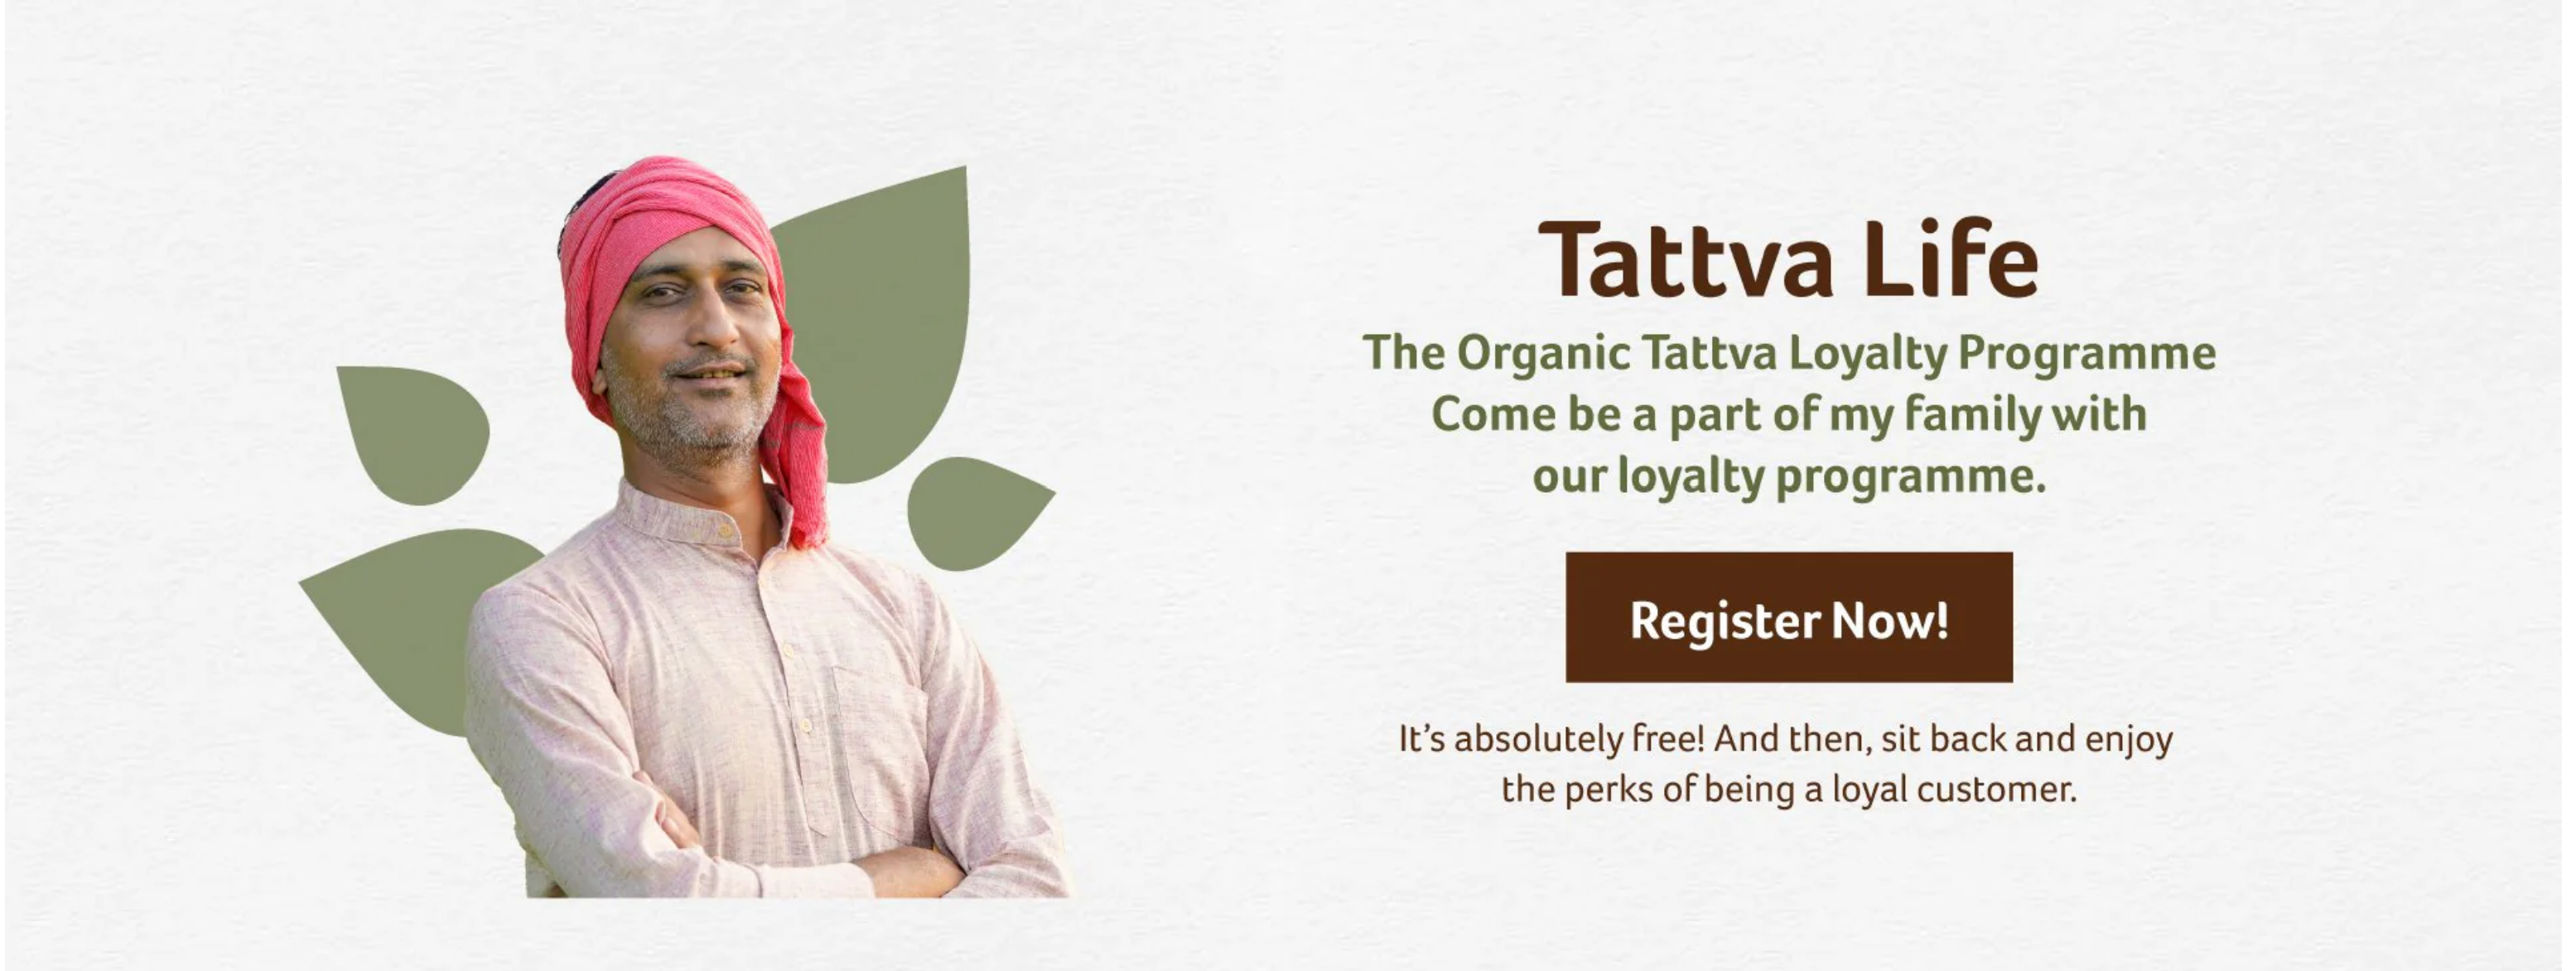 Tattva Life
The Organic Tattva Loyalty Programme
Come be a part of my family with
our loyalty programme.
Register Now!
It’s absolutely free! And then, sit back and enjoy
the perks of being a loyal customer.